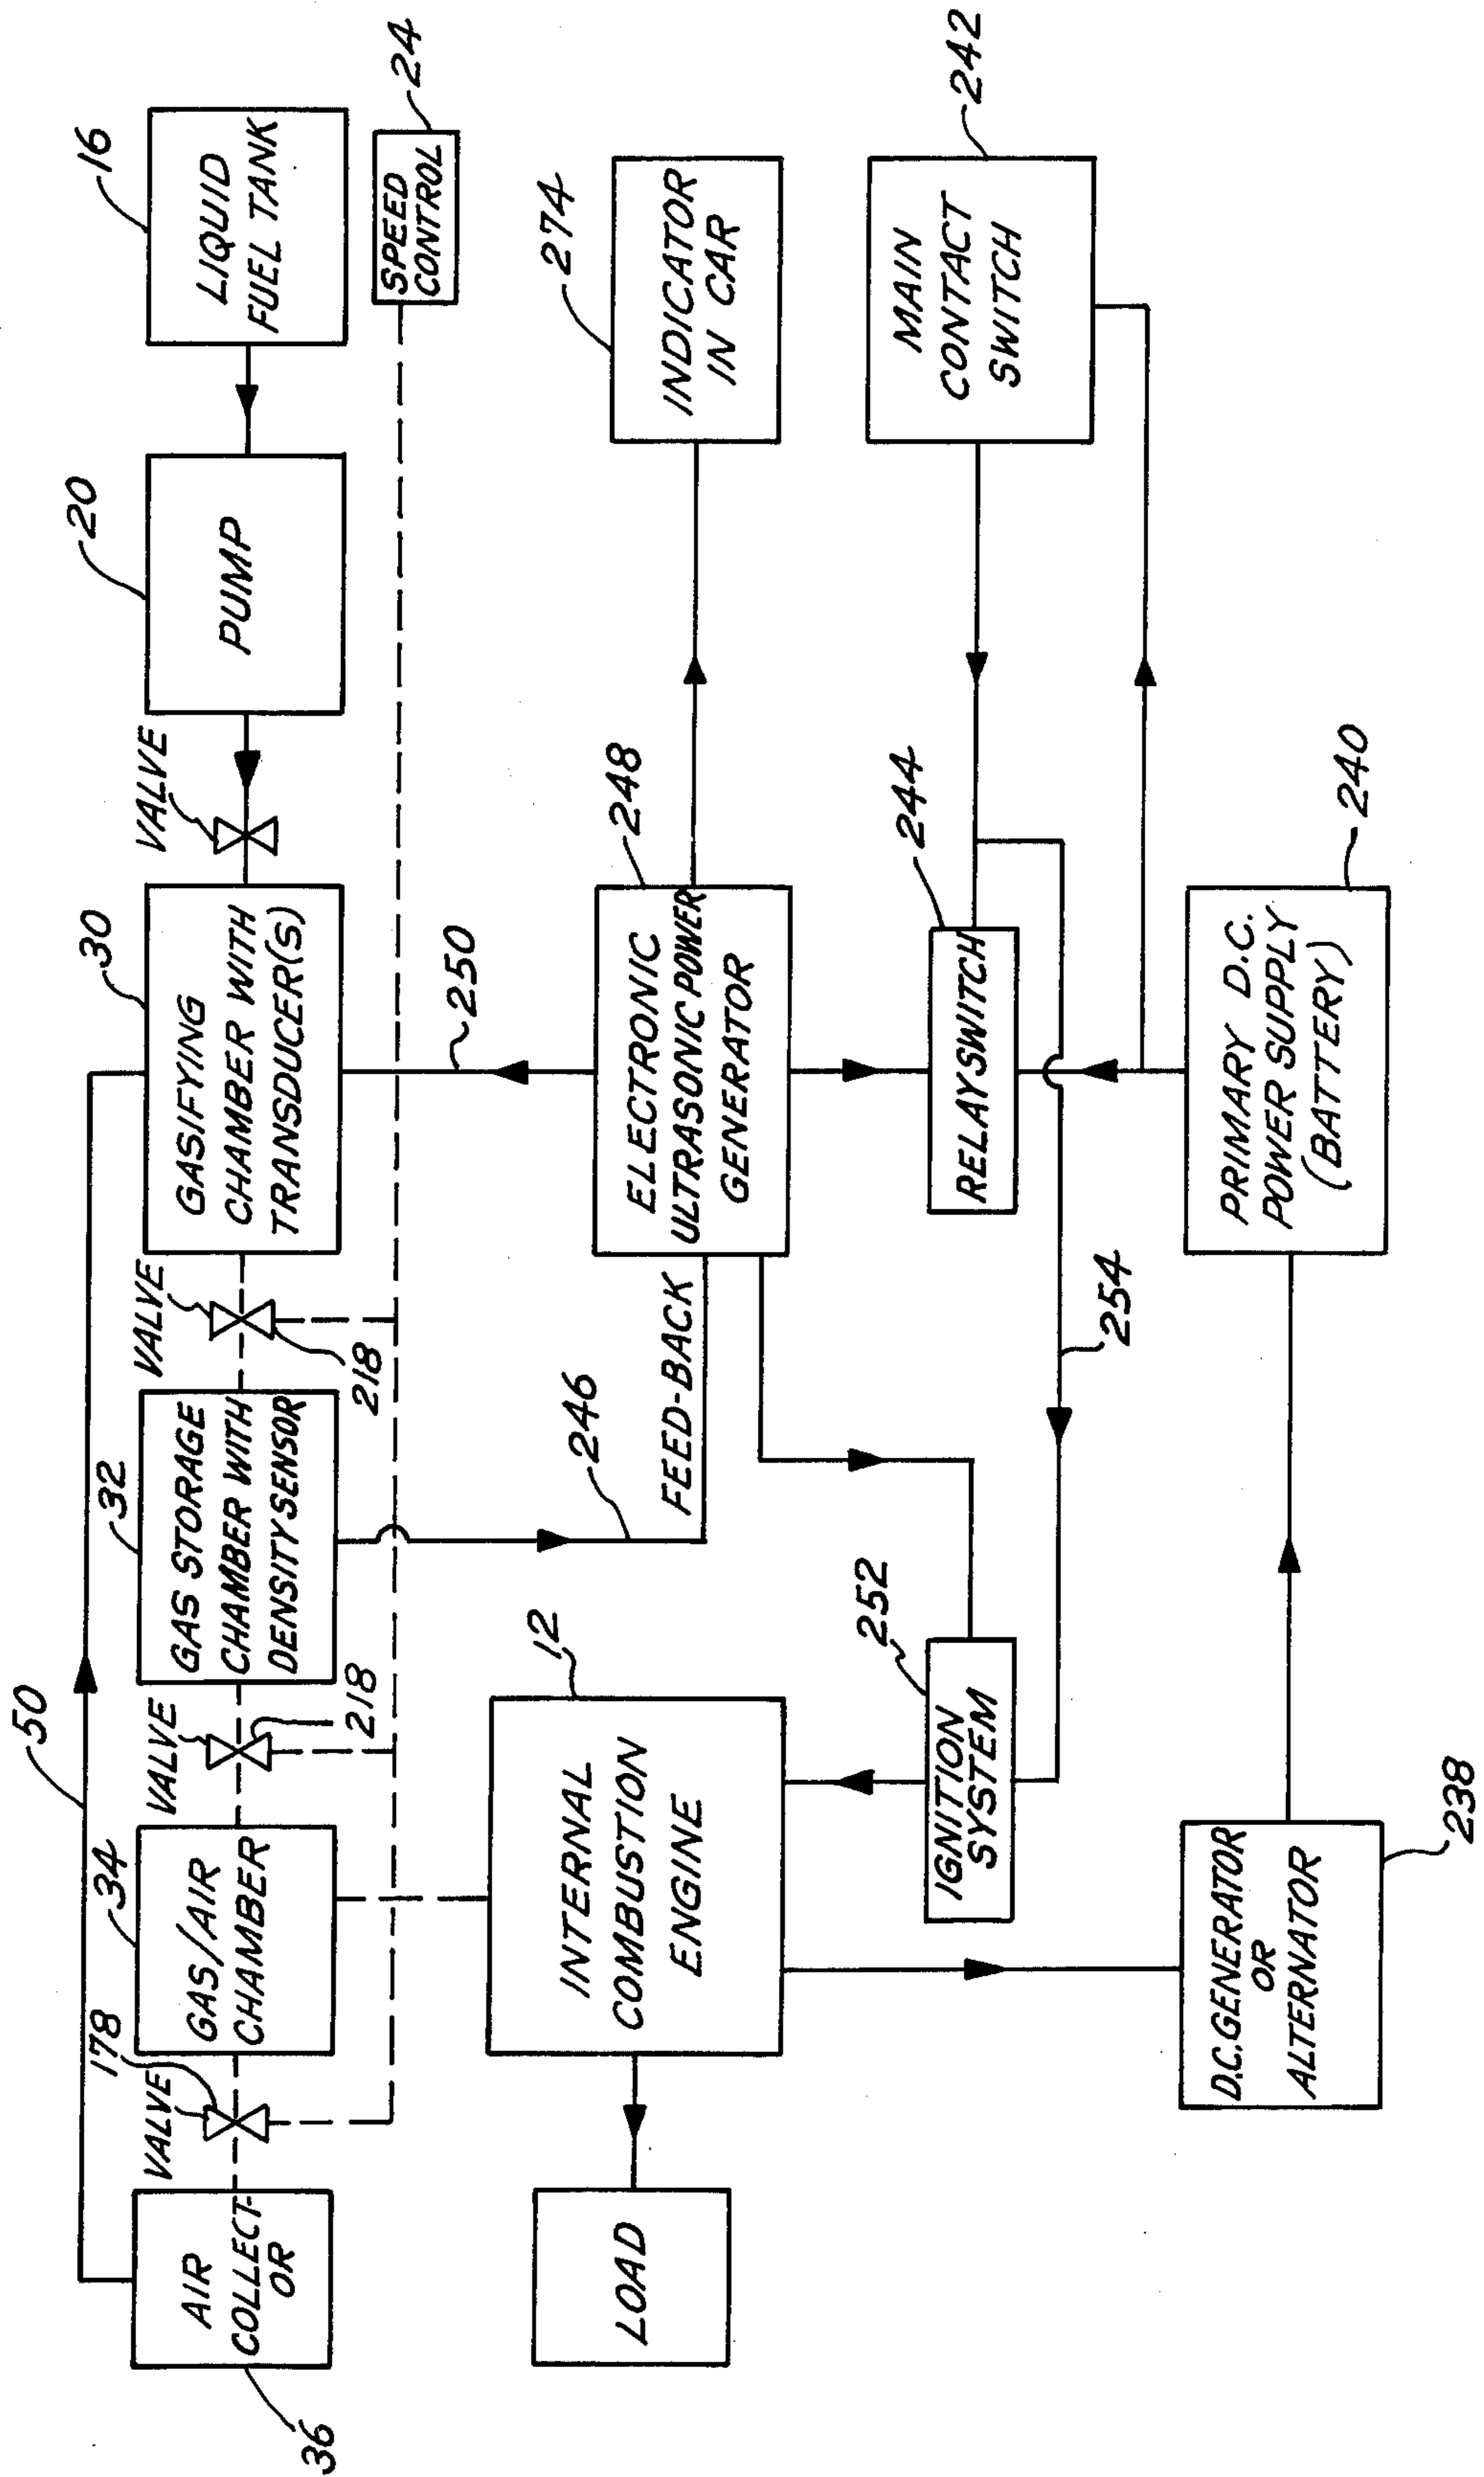 16
LIQUID
FUEL TANK
24
SPEED
CONTROL
20
PUMP
VALVE
30
GASIFYING
CHAMBER WITH
TRANSDUCER(S)
VALVE
218
32
GAS STORAGE
CHAMBER WITH
DENSITY SENSOR
VALVE
218
34
GAS/AIR
CHAMBER
178
VALVE
36
AIR
COLLECT-
OR
50
274
INDICATOR
IN CAR
248
ELECTRONIC
ULTRASONIC POWER
GENERATOR
250
FEED-BACK
246
12
INTERNAL
COMBUSTION
ENGINE
LOAD
242
MAIN
CONTACT
SWITCH
244
RELAY SWITCH
254
252
IGNITION
SYSTEM
240
PRIMARY D.C.
POWER SUPPLY
(BATTERY)
238
D.C. GENERATOR
OR
ALTERNATOR